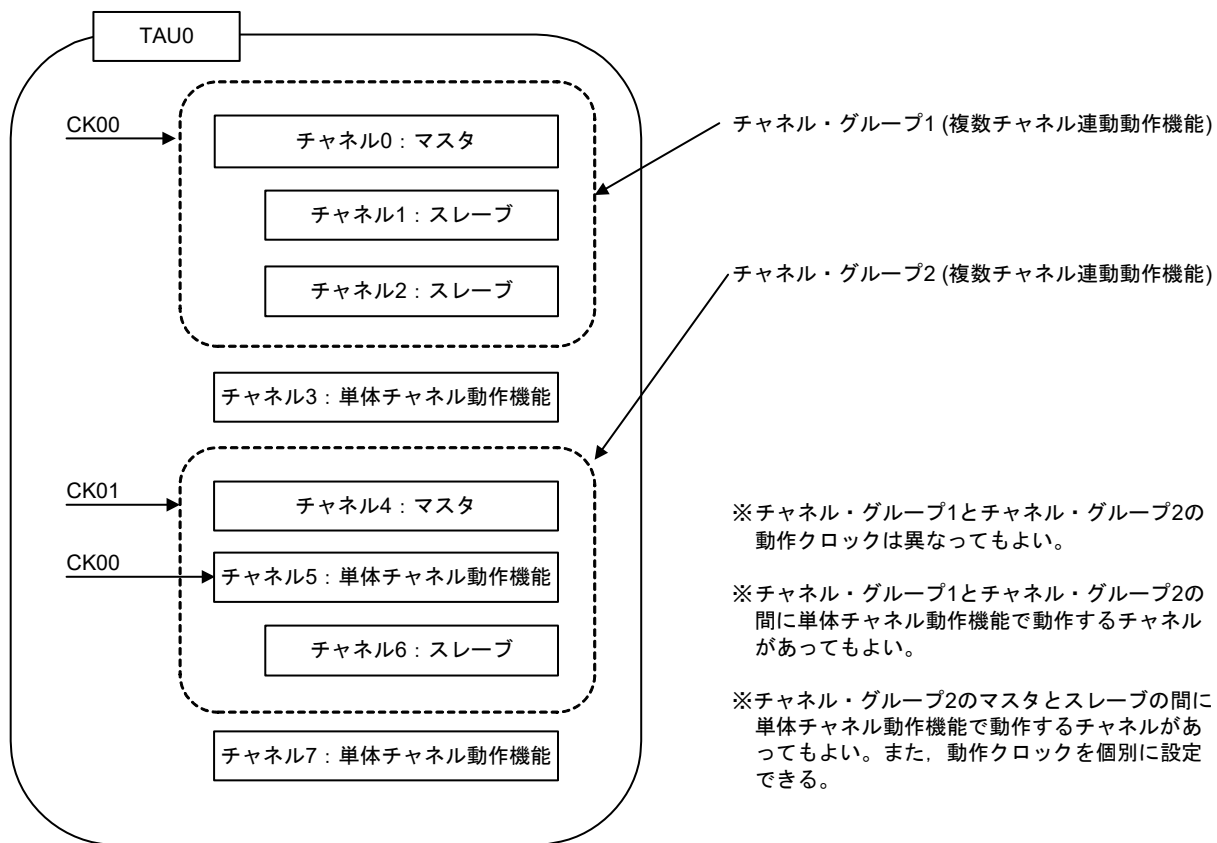 TAU0
CK00
チャネル0：マスタ
チャネル1：スレーブ
チャネル2：スレーブ
チャネル・グループ1 (複数チャネル連動動作機能)
チャネル・グループ2 (複数チャネル連動動作機能)
チャネル3：単体チャネル動作機能
CK01
チャネル4：マスタ
CK00
チャネル5：単体チャネル動作機能
チャネル6：スレーブ
チャネル7：単体チャネル動作機能
※チャネル・グループ1とチャネル・グループ2の
動作クロックは異なってもよい。
※チャネル・グループ1とチャネル・グループ2の
間に単体チャネル動作機能で動作するチャネル
があってもよい。
※チャネル・グループ2のマスタとスレーブの間に
単体チャネル動作機能で動作するチャネルがあ
ってもよい。また，動作クロックを個別に設定
できる。